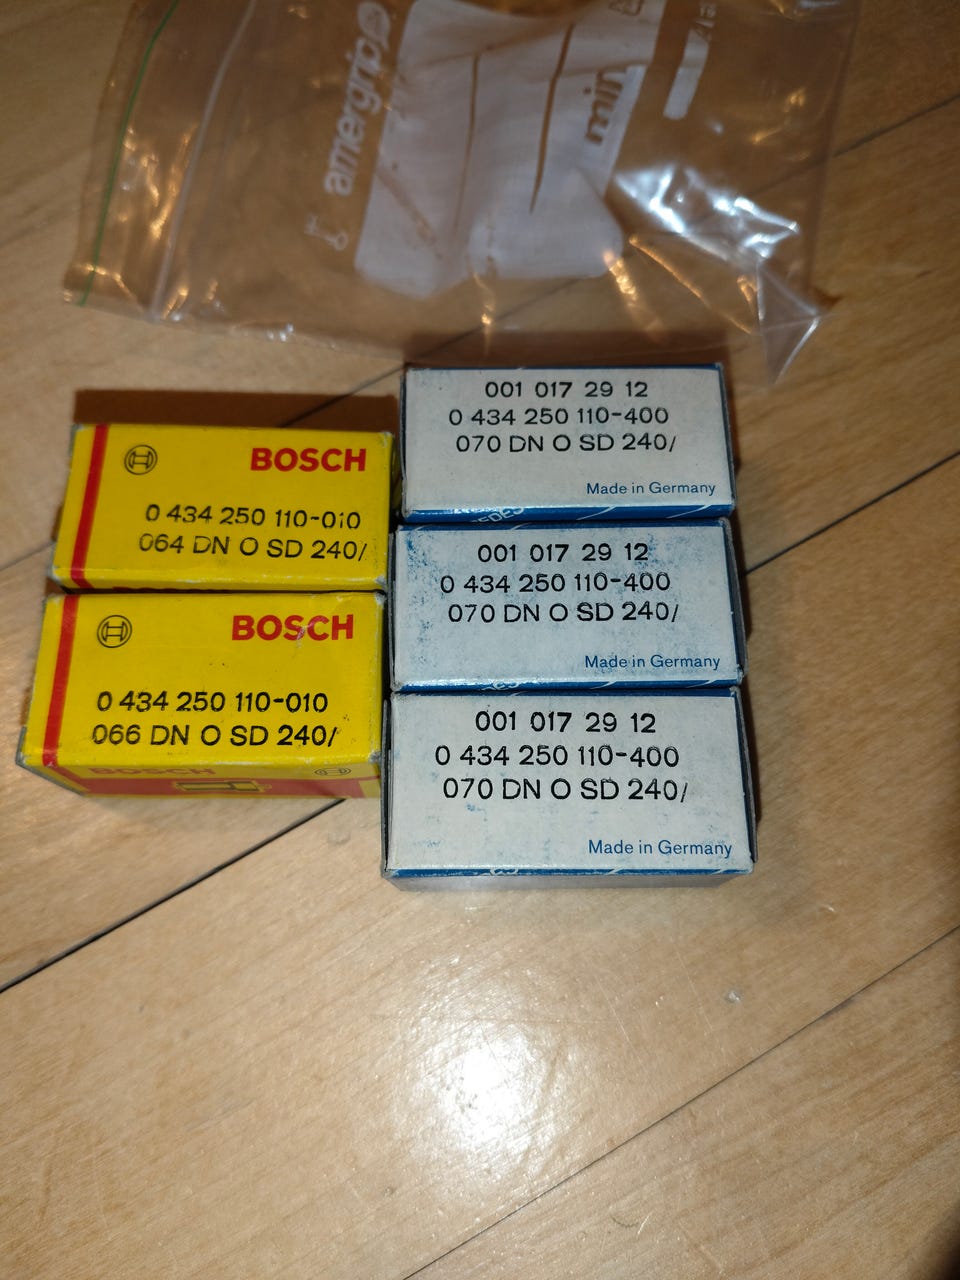 amergrip
min
BOSCH
0 434 250 110-010
064 DN O SD 240/
BOSCH
0 434 250 110-010
066 DN O SD 240/
BOSCH
001 017 29 12
0 434 250 110-400
070 DN O SD 240/
Made in Germany
001 017 29 12
0 434 250 110-400
070 DN O SD 240/
Made in Germany
001 017 29 12
0 434 250 110-400
070 DN O SD 240/
Made in Germany